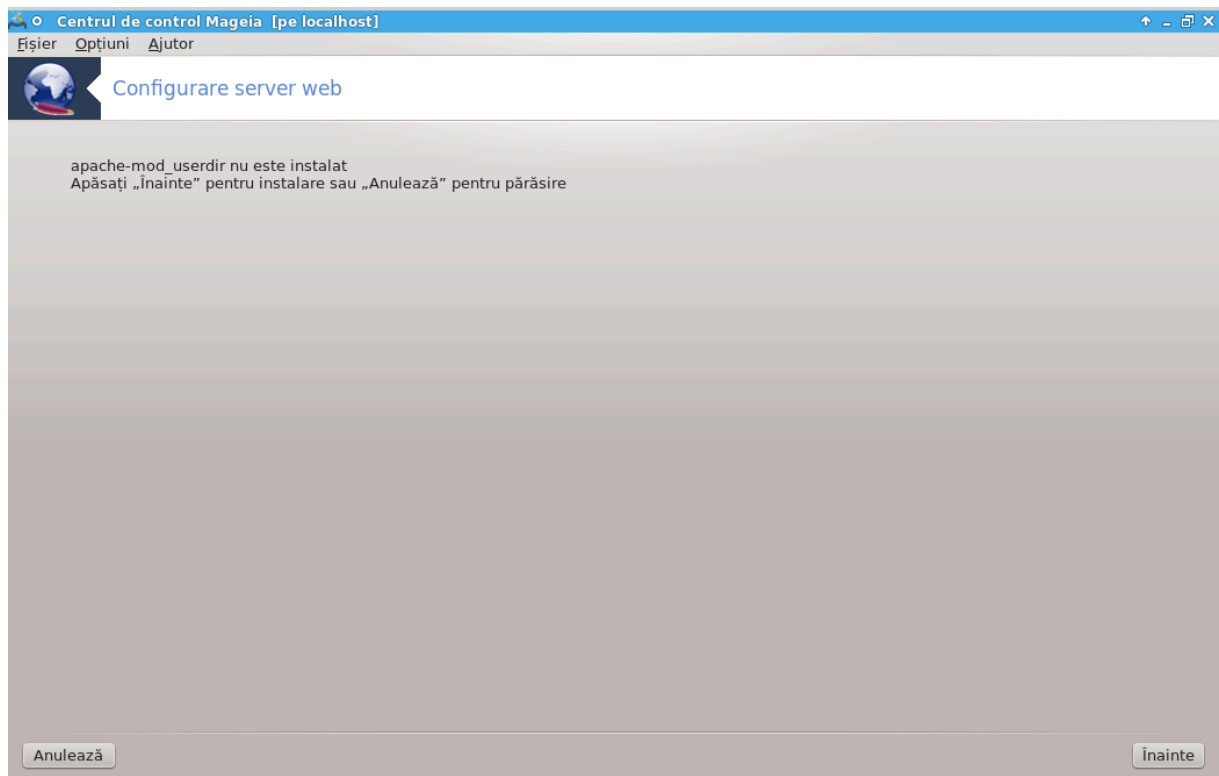 Centrul de control Mageia [pe localhost]
Fișier Opțiuni Ajutor
Configurare server web
apache-mod_userdir nu este instalat
Apăsați „Înainte” pentru instalare sau „Anulează” pentru părăsire
Anulează Înainte